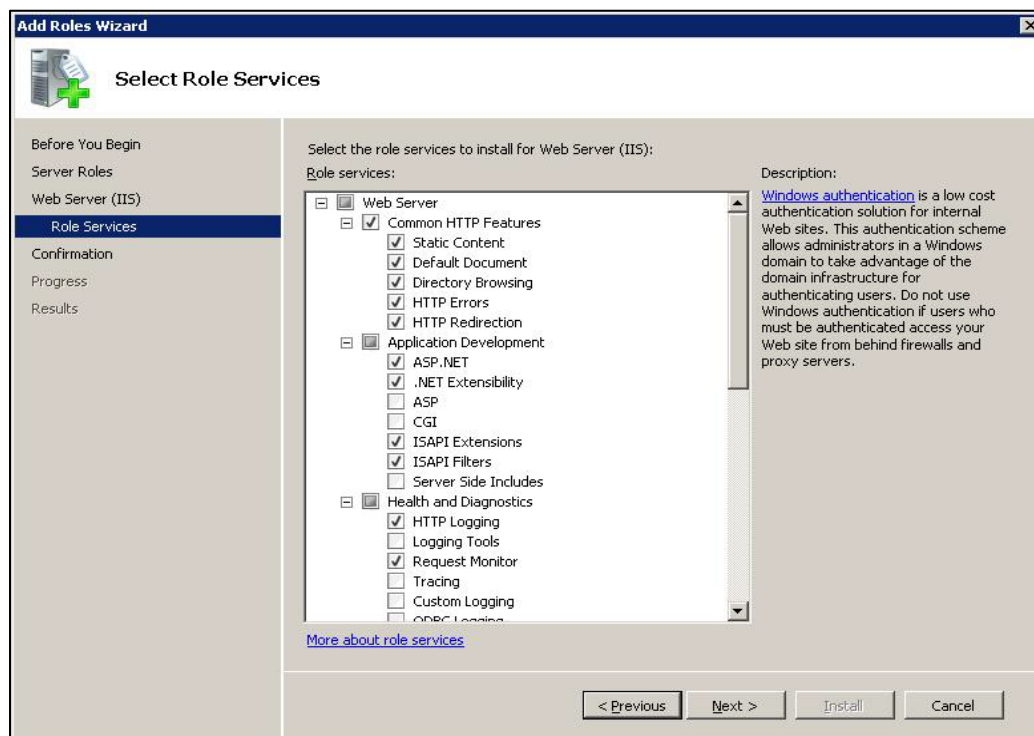 Add Roles Wizard
Select Role Services
Before You Begin
Server Roles
Web Server (IIS)
Role Services
Confirmation
Progress
Results
Select the role services to install for Web Server (IIS):
Role services:
Web Server
Common HTTP Features
Static Content
Default Document
Directory Browsing
HTTP Errors
HTTP Redirection
Application Development
ASP.NET
.NET Extensibility
ASP
CGI
ISAPI Extensions
ISAPI Filters
Server Side Includes
Health and Diagnostics
HTTP Logging
Logging Tools
Request Monitor
Tracing
Custom Logging
ODBC Logging
More about role services
Description:
Windows authentication is a low cost
authentication solution for internal
Web sites. This authentication scheme
allows administrators in a Windows
domain to take advantage of the
domain infrastructure for
authenticating users. Do not use
Windows authentication if users who
must be authenticated access your
Web site from behind firewalls and
proxy servers.
< Previous
Next >
Install
Cancel